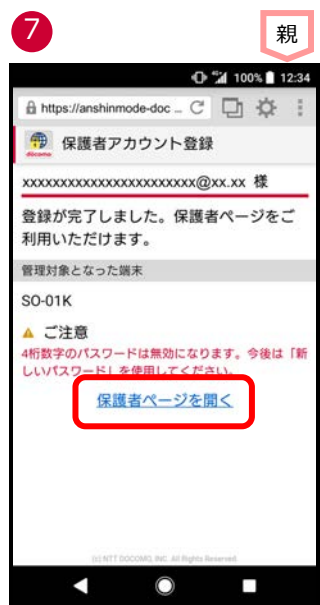 7
親
100% 12:34
https://anshinmode-doc ...
docomo
保護者アカウント登録
xxxxxxxxxxxxxxxxxxxxxxx@xx.xx 様
登録が完了しました。保護者ページをご
利用いただけます。
管理対象となった端末
SO-01K
ご注意
4桁数字のパスワードは無効になります。今後は「新
しいパスワード」を使用してください。
保護者ページを開く
(c) NTT DOCOMO, INC. All Rights Reserved.